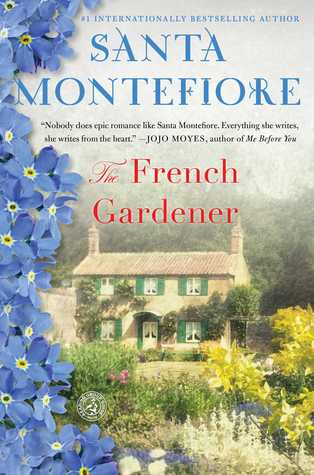 #1 INTERNATIONALLY BESTSELLING AUTHOR
SANTA
MONTEFIORE
“Nobody does epic romance like Santa Montefiore. Everything she writes,
she writes from the heart.” —JOJO MOYES, author of Me Before You
The French
Gardener